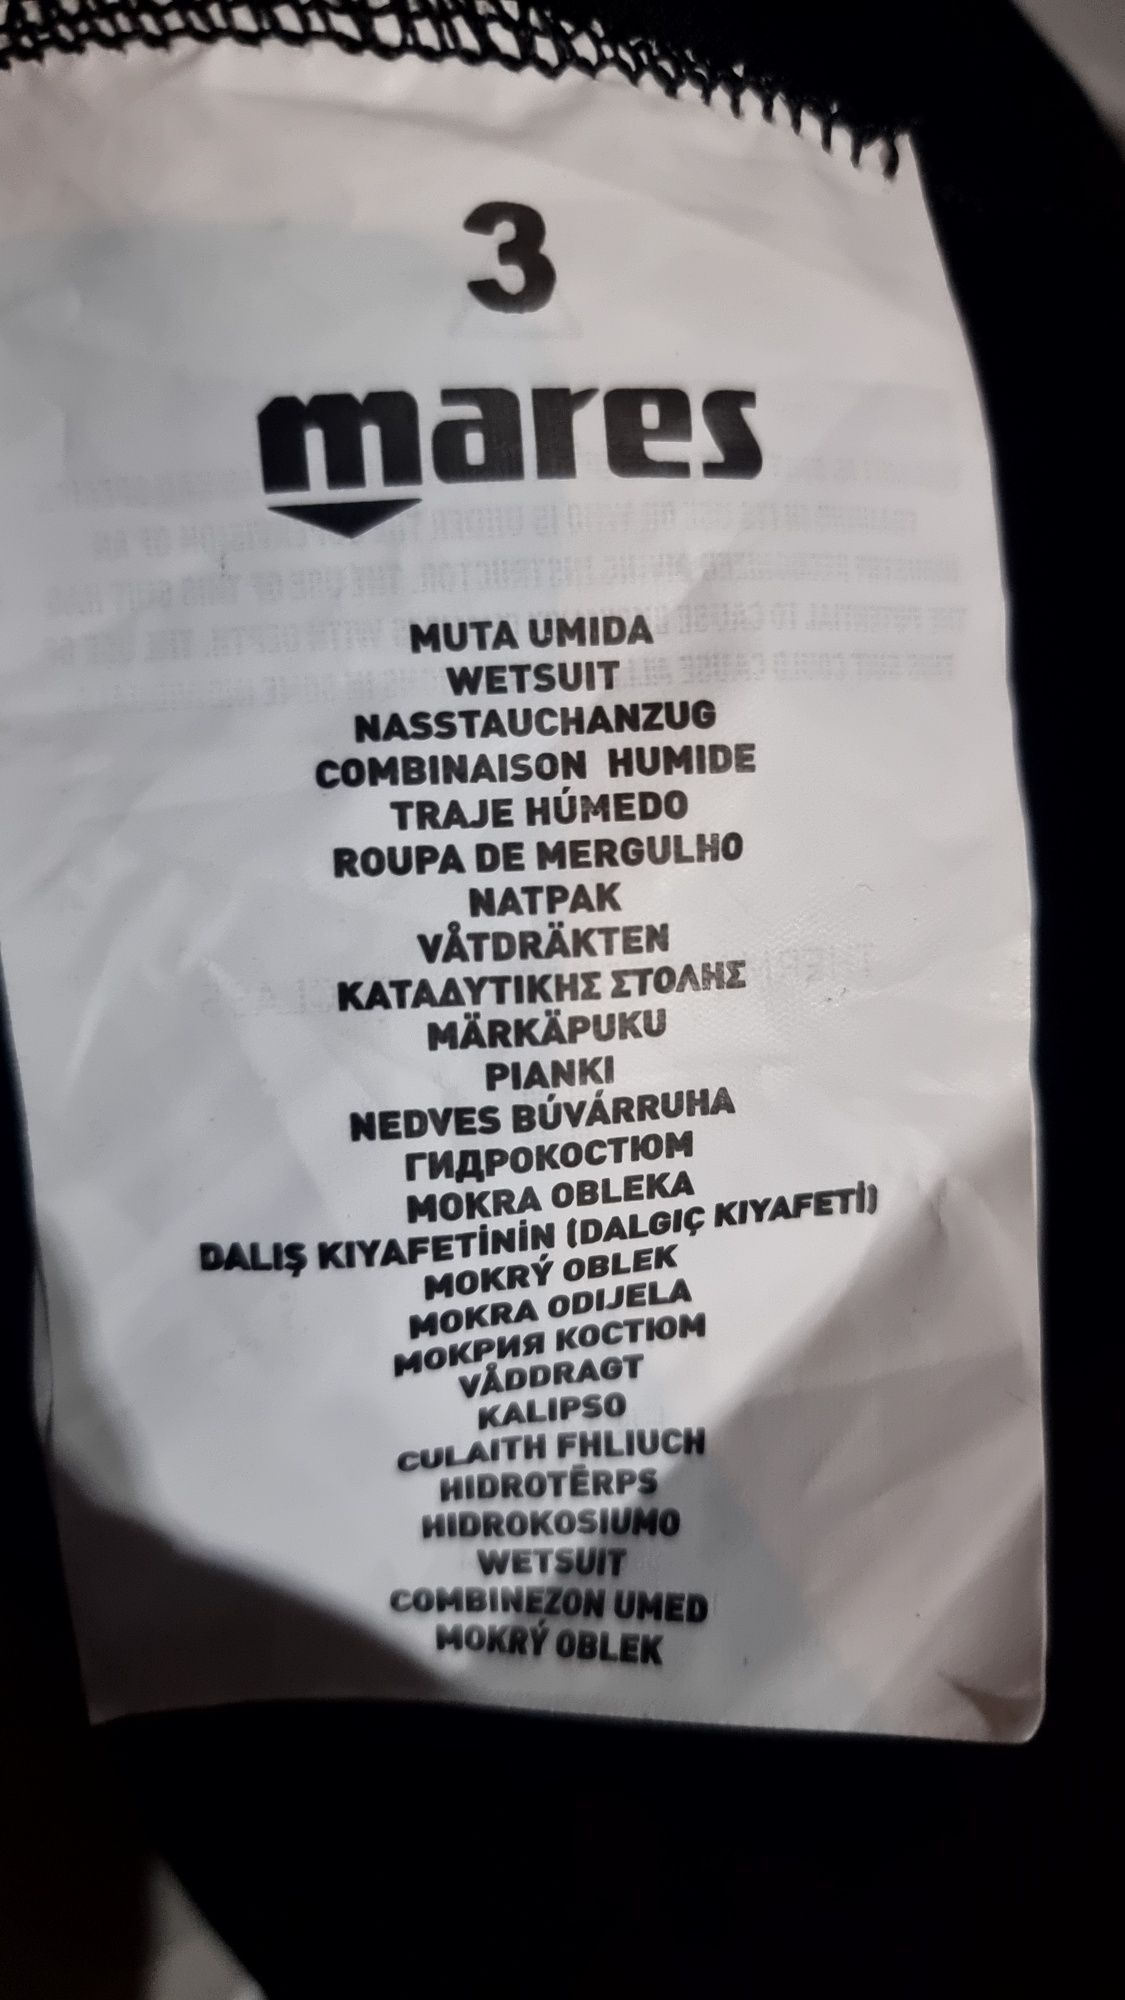 3
mares
MUTA UMIDA
WETSUIT
NASSTAUCHANZUG
COMBINAISON HUMIDE
TRAJE HÚMEDO
ROUPA DE MERGULHO
NATPAK
VÅTDRÄKTEN
ΚΑΤΑΔΥΤΙΚΗΣ ΣΤΟΛΗΣ
MÄRKÄPUKU
PIANKI
NEDVES BÚVÁRRUHA
ГИДРОКОСТЮМ
MOKRA OBLEKA
DALIŞ KIYAFETİNİN (DALGIÇ KIYAFETİ)
MOKRÝ OBLEK
MOKRA ODIJELA
МОКРИЯ КОСТЮМ
VÅDDRAGT
KALIPSO
CULAITH FHLIUCH
HIDROTĒRPS
HIDROKOSIUMO
WETSUIT
COMBINEZON UMED
MOKRÝ OBLEK